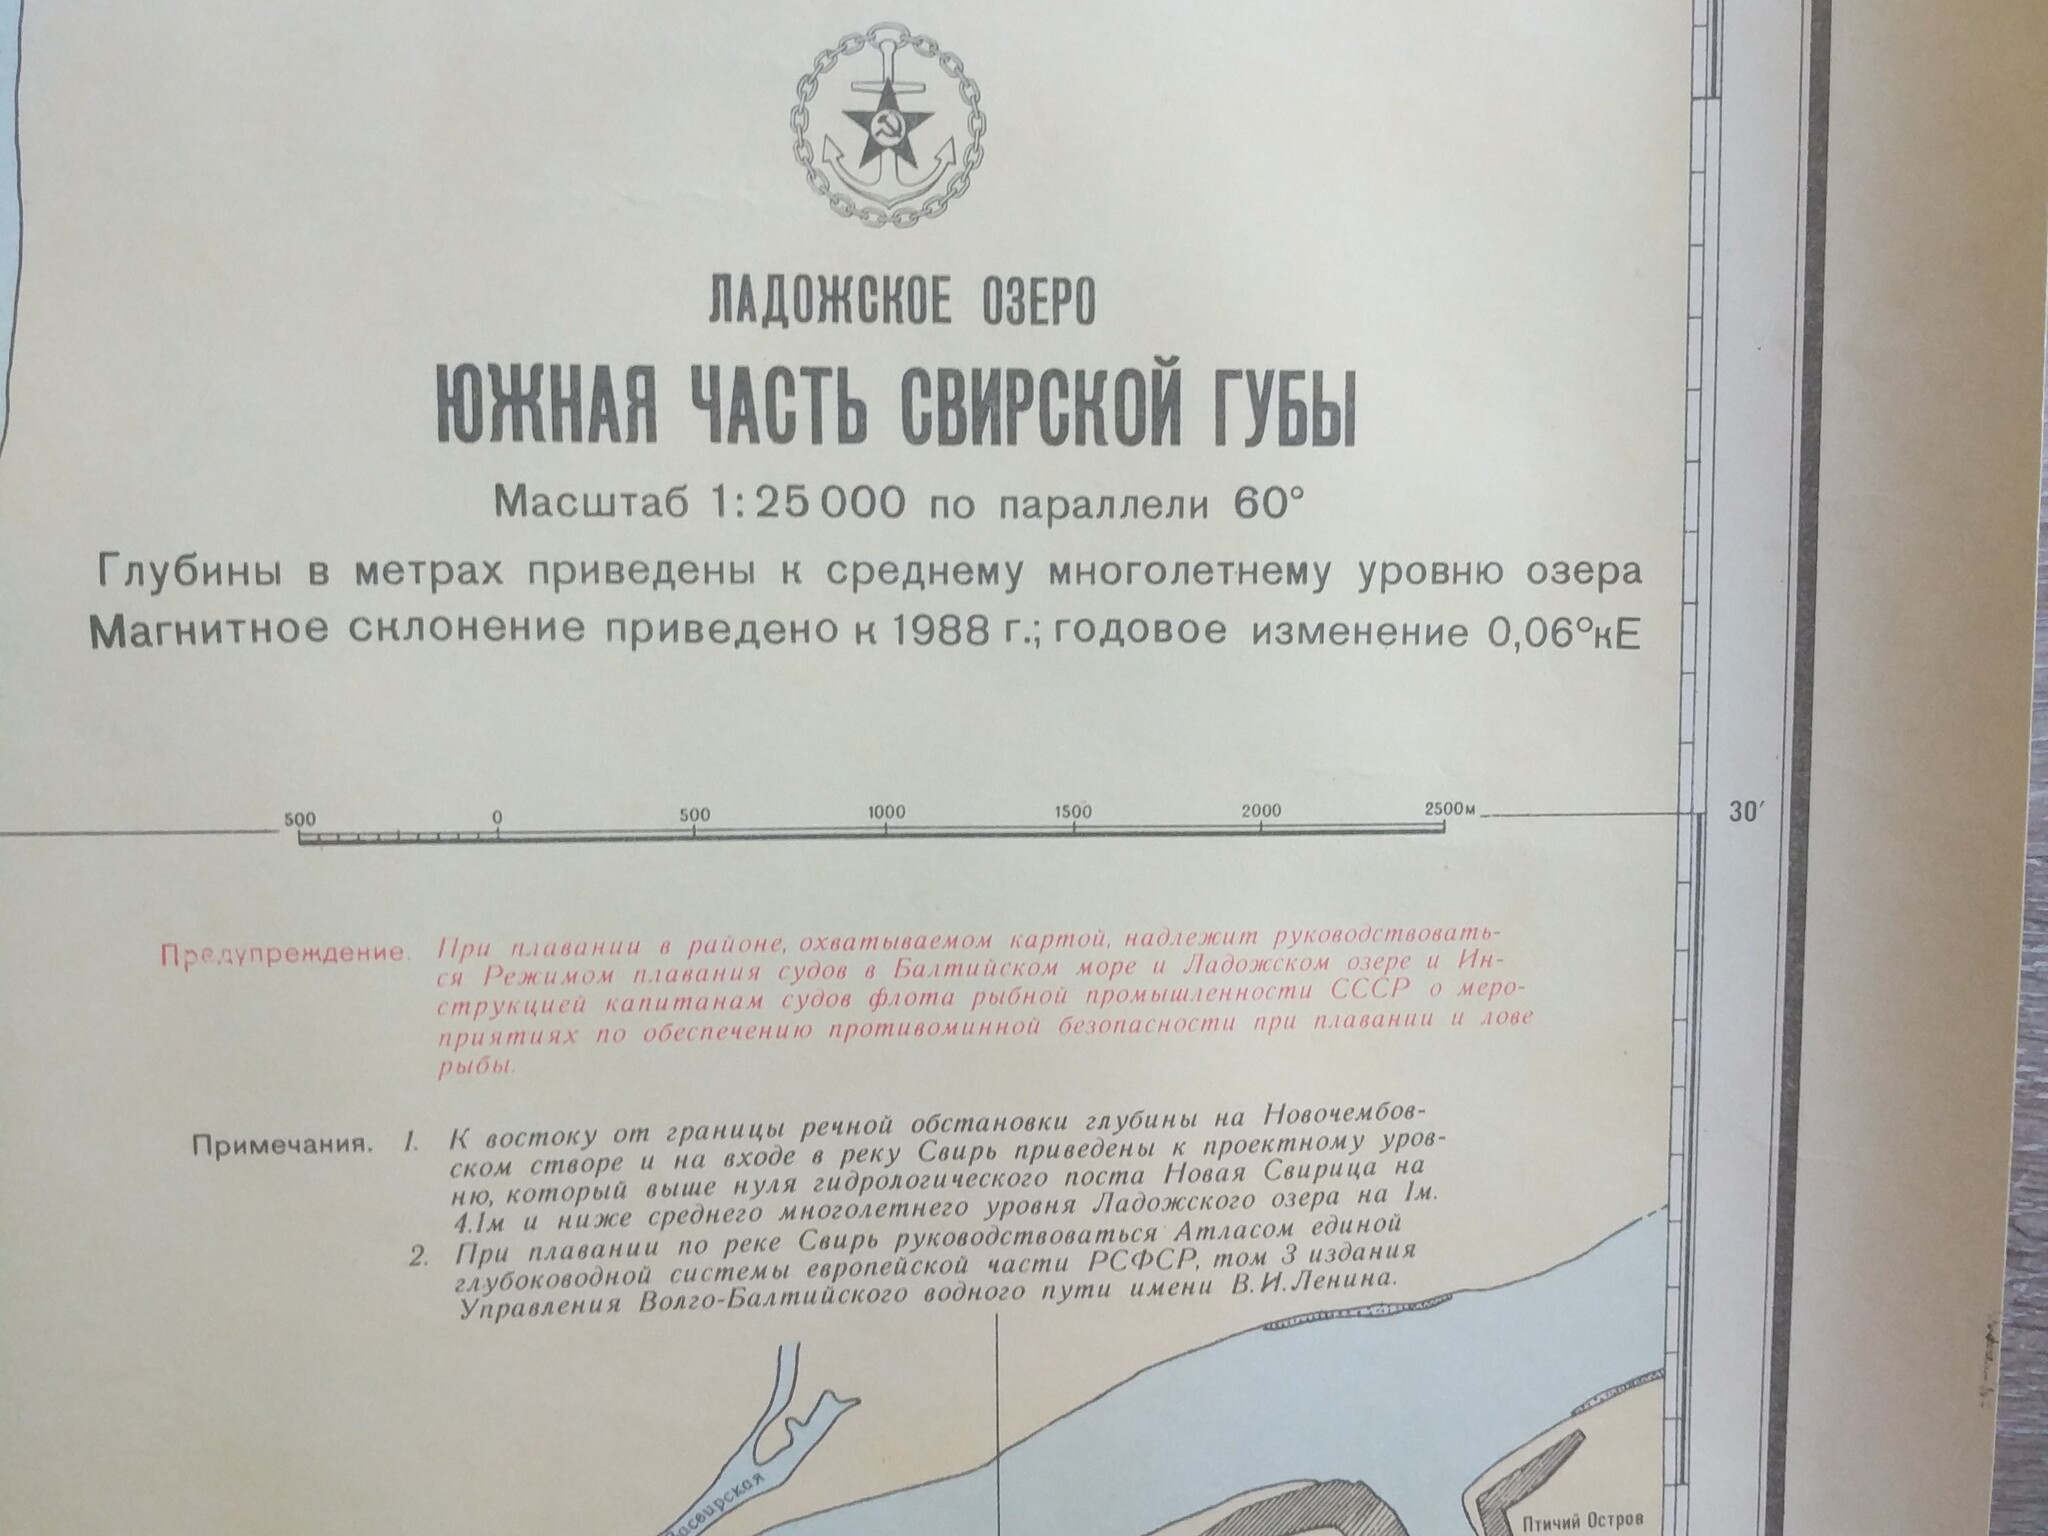 ЛАДОЖСКОЕ ОЗЕРО
ЮЖНАЯ ЧАСТЬ СВИРСКОЙ ГУБЫ
Масштаб 1:25 000 по параллели 60°
Глубины в метрах приведены к среднему многолетнему уровню озера
Магнитное склонение приведено к 1988 г.; годовое изменение 0,06°кЕ
500 0 500 1000 1500 2000 2500м
30′
Предупреждение. При плавании в районе, охватываемом картой, надлежит руководствовать-
ся Режимом плавания судов в Балтийском море и Ладожском озере и Ин-
струкцией капитанам судов флота рыбной промышленности СССР о меро-
приятиях по обеспечению противоминной безопасности при плавании и лове
рыбы.
Примечания. 1. К востоку от границы речной обстановки глубины на Новочембов-
ском створе и на входе в реку Свирь приведены к проектному уров-
ню, который выше нуля гидрологического поста Новая Свирица на
4.1м и ниже среднего многолетнего уровня Ладожского озера на 1м.
2. При плавании по реке Свирь руководствоваться Атласом единой
глубоководной системы европейской части РСФСР, том 3 издания
Управления Волго-Балтийского водного пути имени В.И.Ленина.
Птичий Остров